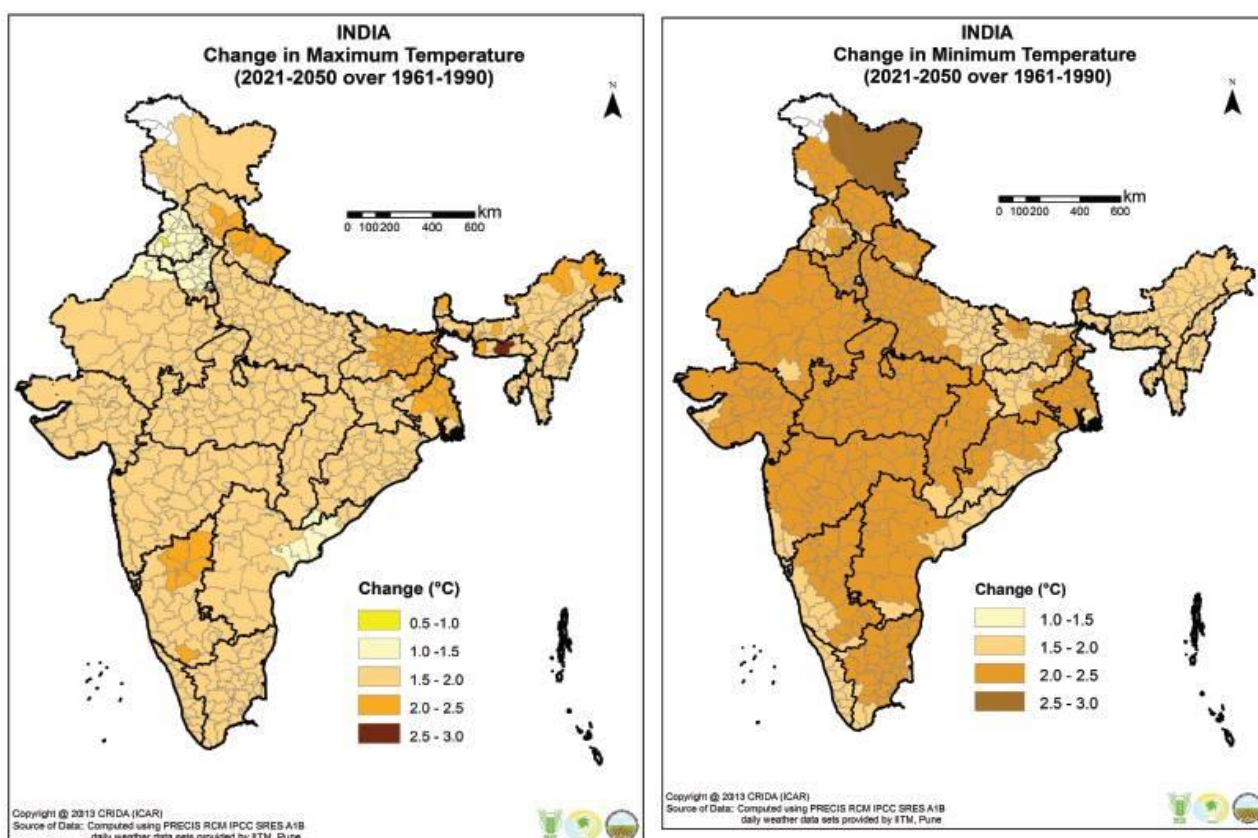 INDIA
Change in Maximum Temperature
(2021-2050 over 1961-1990)
N
km
0 100 200 400 600
Change (°C)
0.5 -1.0
1.0 -1.5
1.5 - 2.0
2.0 - 2.5
2.5 - 3.0
Copyright @ 2013 CRIDA (ICAR)
Source of Data: Computed using PRECIS RCM IPCC SRES A1B
daily weather data sets provided by IITM, Pune
INDIA
Change in Minimum Temperature
(2021-2050 over 1961-1990)
N
km
0 100 200 400 600
Change (°C)
1.0 -1.5
1.5 - 2.0
2.0 - 2.5
2.5 - 3.0
Copyright @ 2013 CRIDA (ICAR)
Source of Data: Computed using PRECIS RCM IPCC SRES A1B
daily weather data sets provided by IITM, Pune